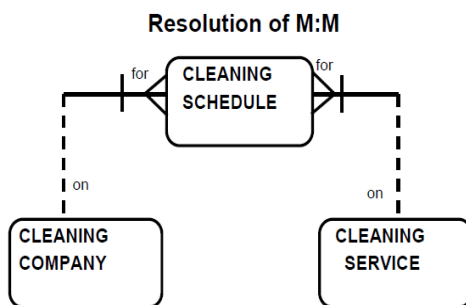 Resolution of M:M
for
for
CLEANING
SCHEDULE
on
on
CLEANING
COMPANY
CLEANING
SERVICE